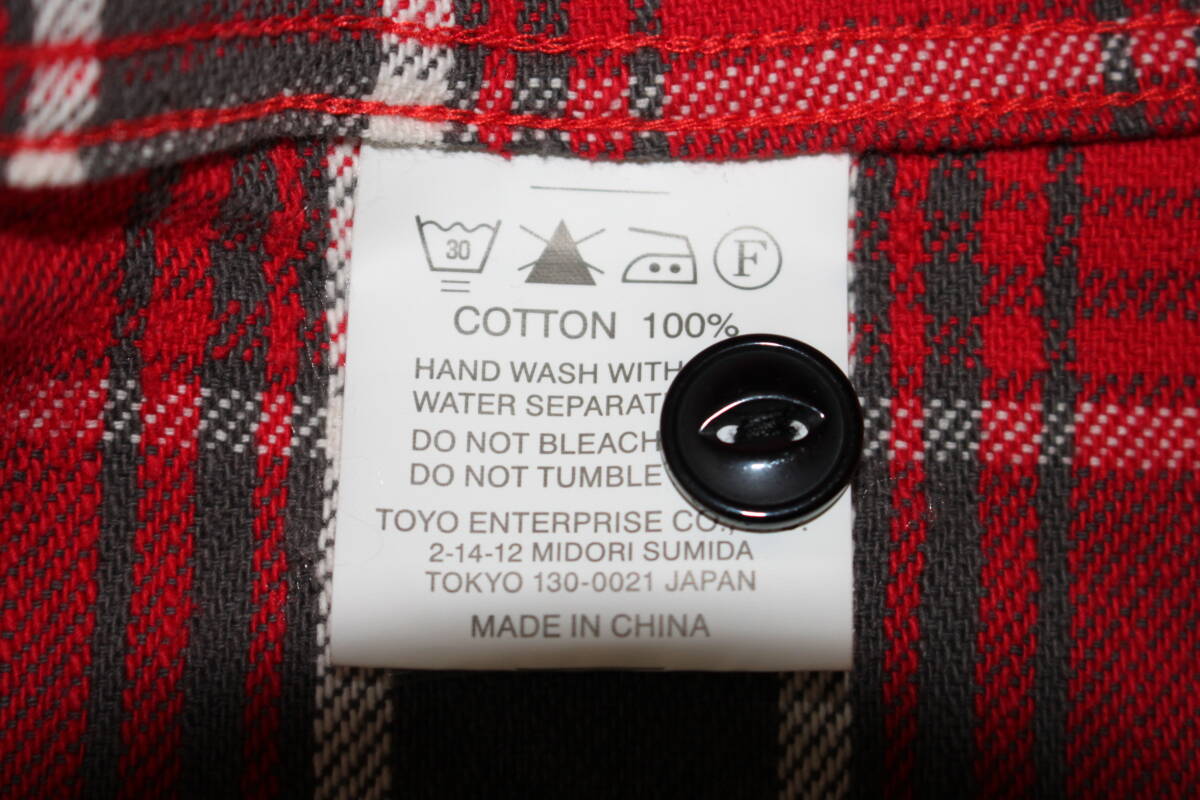 30
F
COTTON 100%
HAND WASH WITH
WATER SEPARAT
DO NOT BLEACH
DO NOT TUMBLE
TOYO ENTERPRISE CO.,
2-14-12 MIDORI SUMIDA
TOKYO 130-0021 JAPAN
MADE IN CHINA